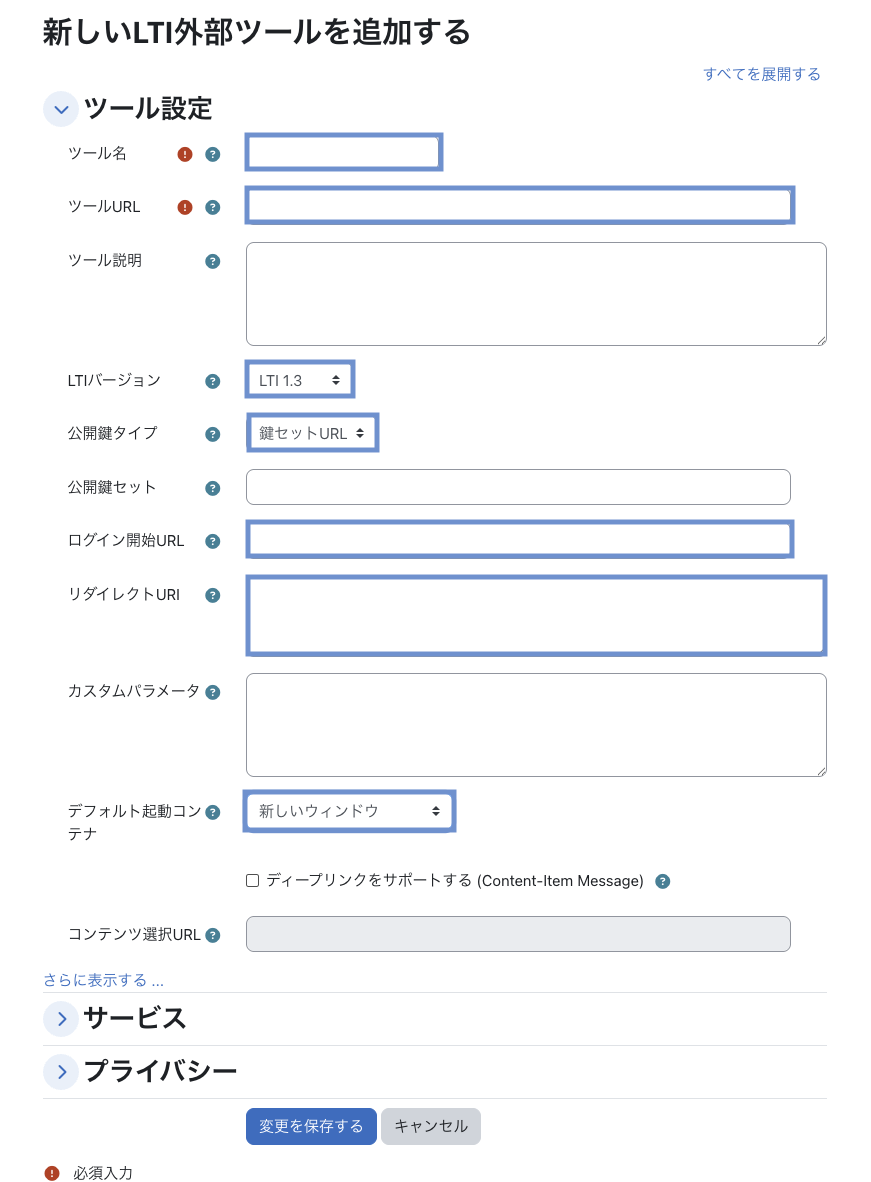 新しいLTI外部ツールを追加する
すべてを展開する
ツール設定
ツール名
ツールURL
ツール説明
LTIバージョン
LTI 1.3
公開鍵タイプ
鍵セットURL
公開鍵セット
ログイン開始URL
リダイレクトURI
カスタムパラメータ
デフォルト起動コン
テナ
新しいウィンドウ
ディープリンクをサポートする (Content-Item Message)
コンテンツ選択URL
さらに表示する ...
サービス
プライバシー
変更を保存する
キャンセル
必須入力